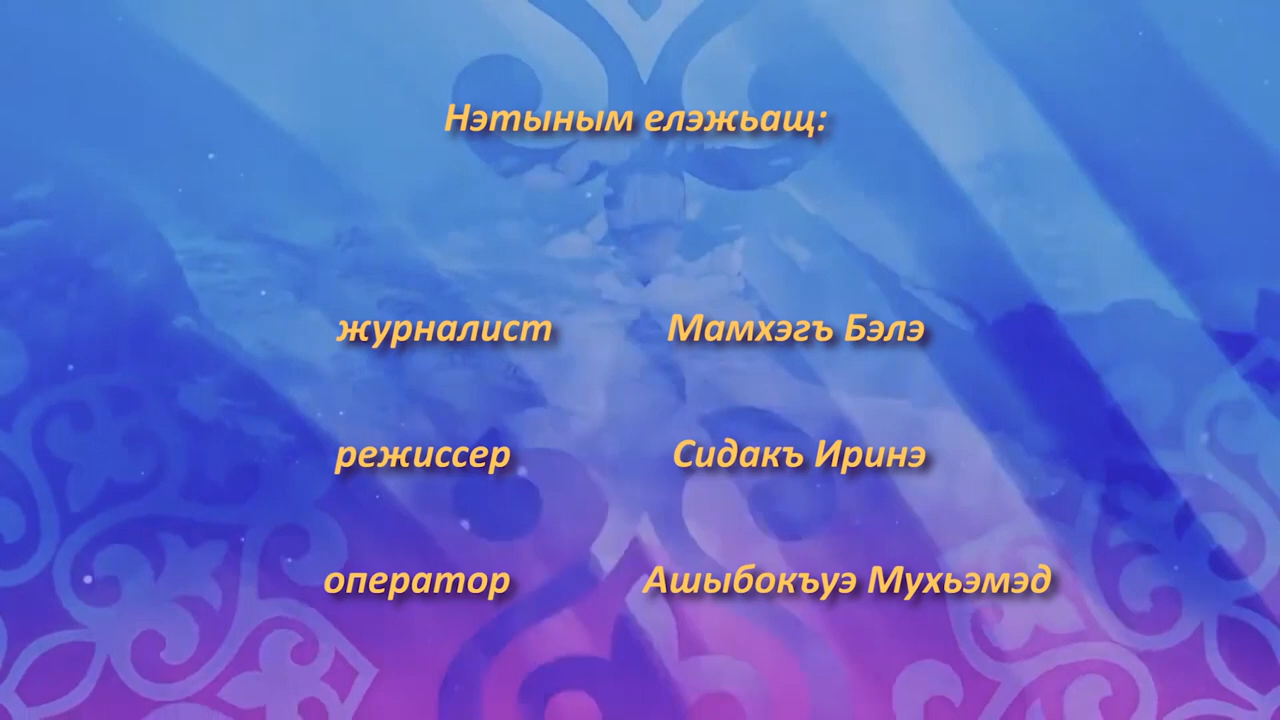 Нэтыным елэжьащ:
журналист Мамхэгъ Бэлэ
режиссер Сидакъ Иринэ
оператор Ашыбокъуэ Мухьэмэд